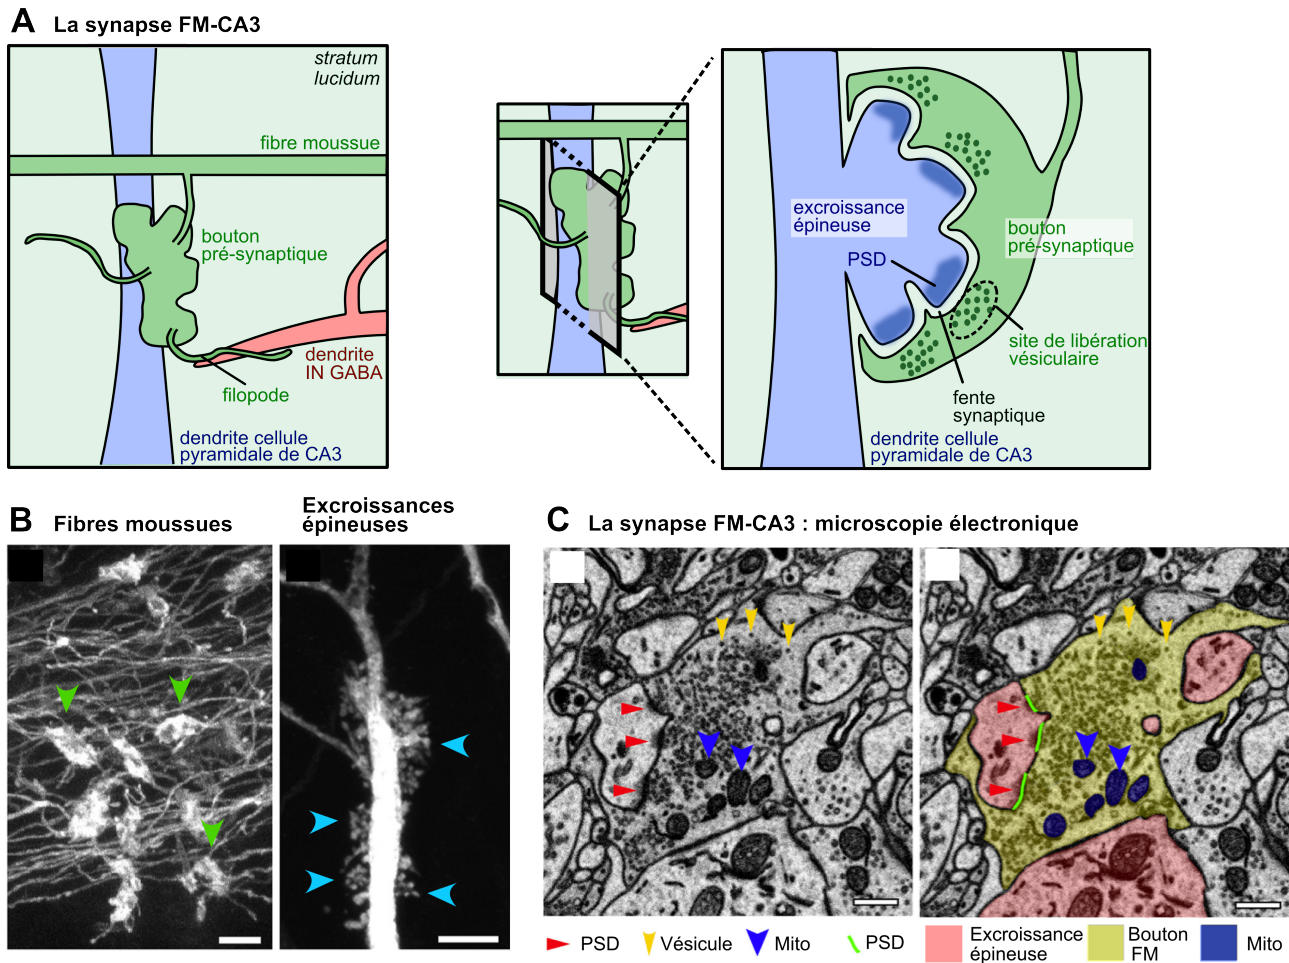 A La synapse FM-CA3
stratum
lucidum
fibre moussue
bouton
pré-synaptique
dendrite
IN GABA
filopode
dendrite cellule
pyramidale de CA3
excroissance
épineuse
PSD
bouton
pré-synaptique
site de libération
vésiculaire
fente
synaptique
dendrite cellule
pyramidale de CA3
B Fibres moussues
Excroissances
épineuses
C La synapse FM-CA3 : microscopie électronique
PSD
Vésicule
Mito
PSD
Excroissance
épineuse
Bouton
FM
Mito